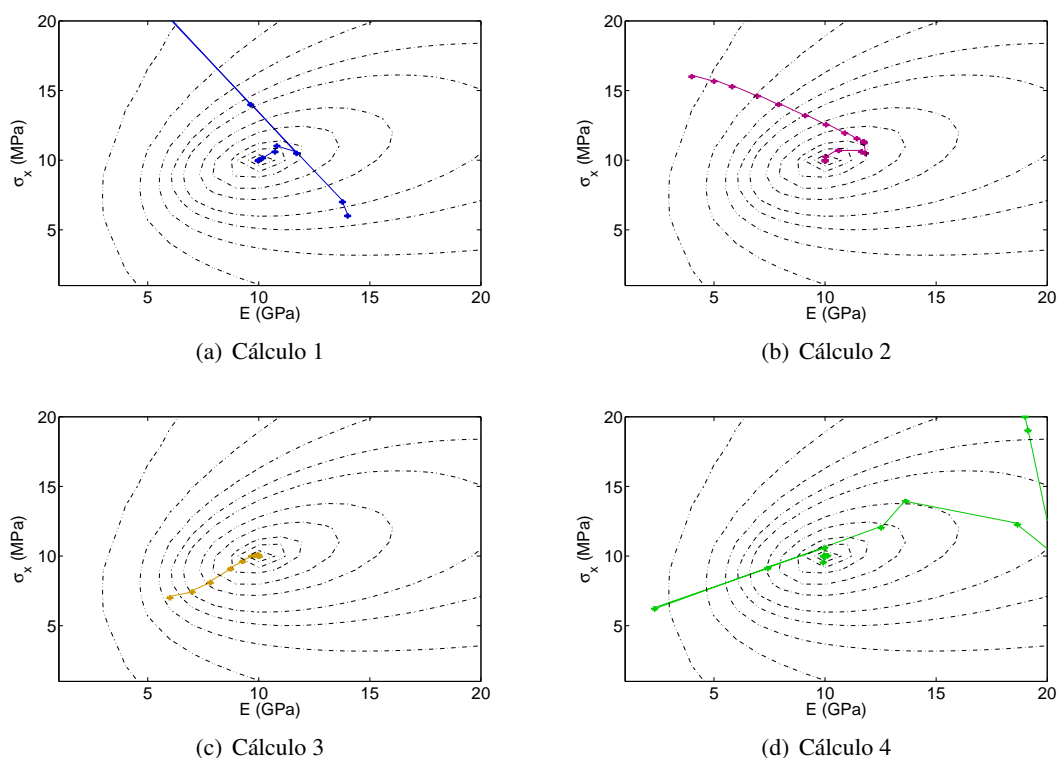 20
15
10
5
σx (MPa)
5 10 15 20
E (GPa)
(a) Cálculo 1
20
15
10
5
σx (MPa)
5 10 15 20
E (GPa)
(b) Cálculo 2
20
15
10
5
σx (MPa)
5 10 15 20
E (GPa)
(c) Cálculo 3
20
15
10
5
σx (MPa)
5 10 15 20
E (GPa)
(d) Cálculo 4